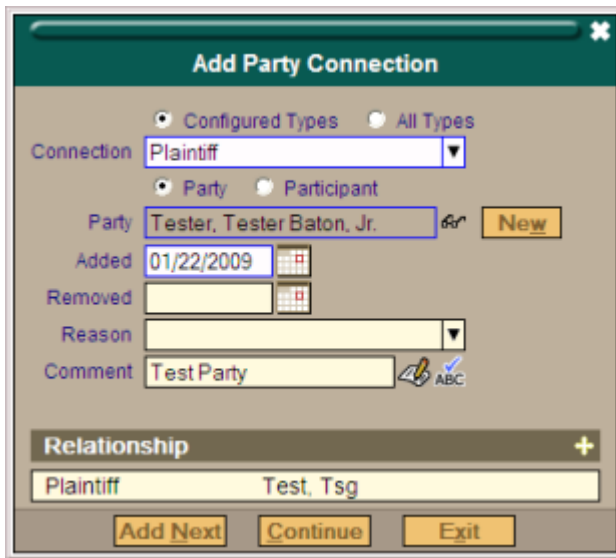 Add Party Connection
Configured Types All Types
Connection Plaintiff
Party Participant
Party Tester, Tester Baton, Jr. New
Added 01/22/2009
Removed
Reason
Comment Test Party ABC
Relationship
Plaintiff Test, Tsg
Add Next Continue Exit